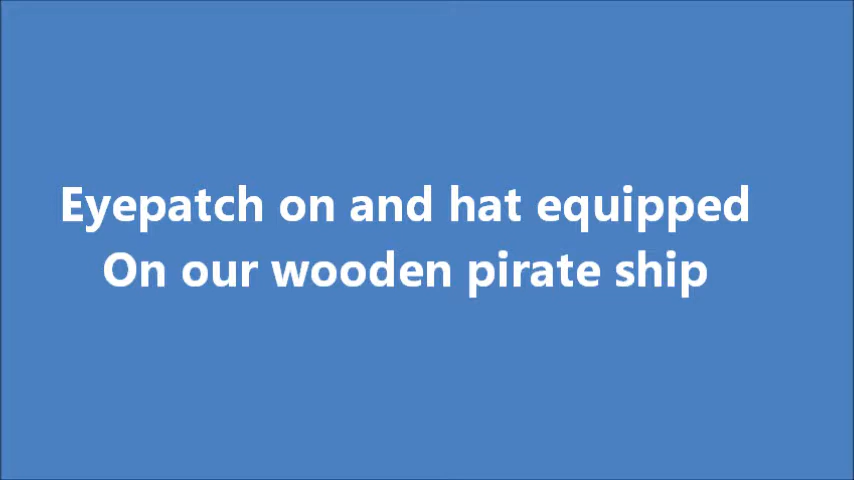 Eyepatch on and hat equipped
On our wooden pirate ship